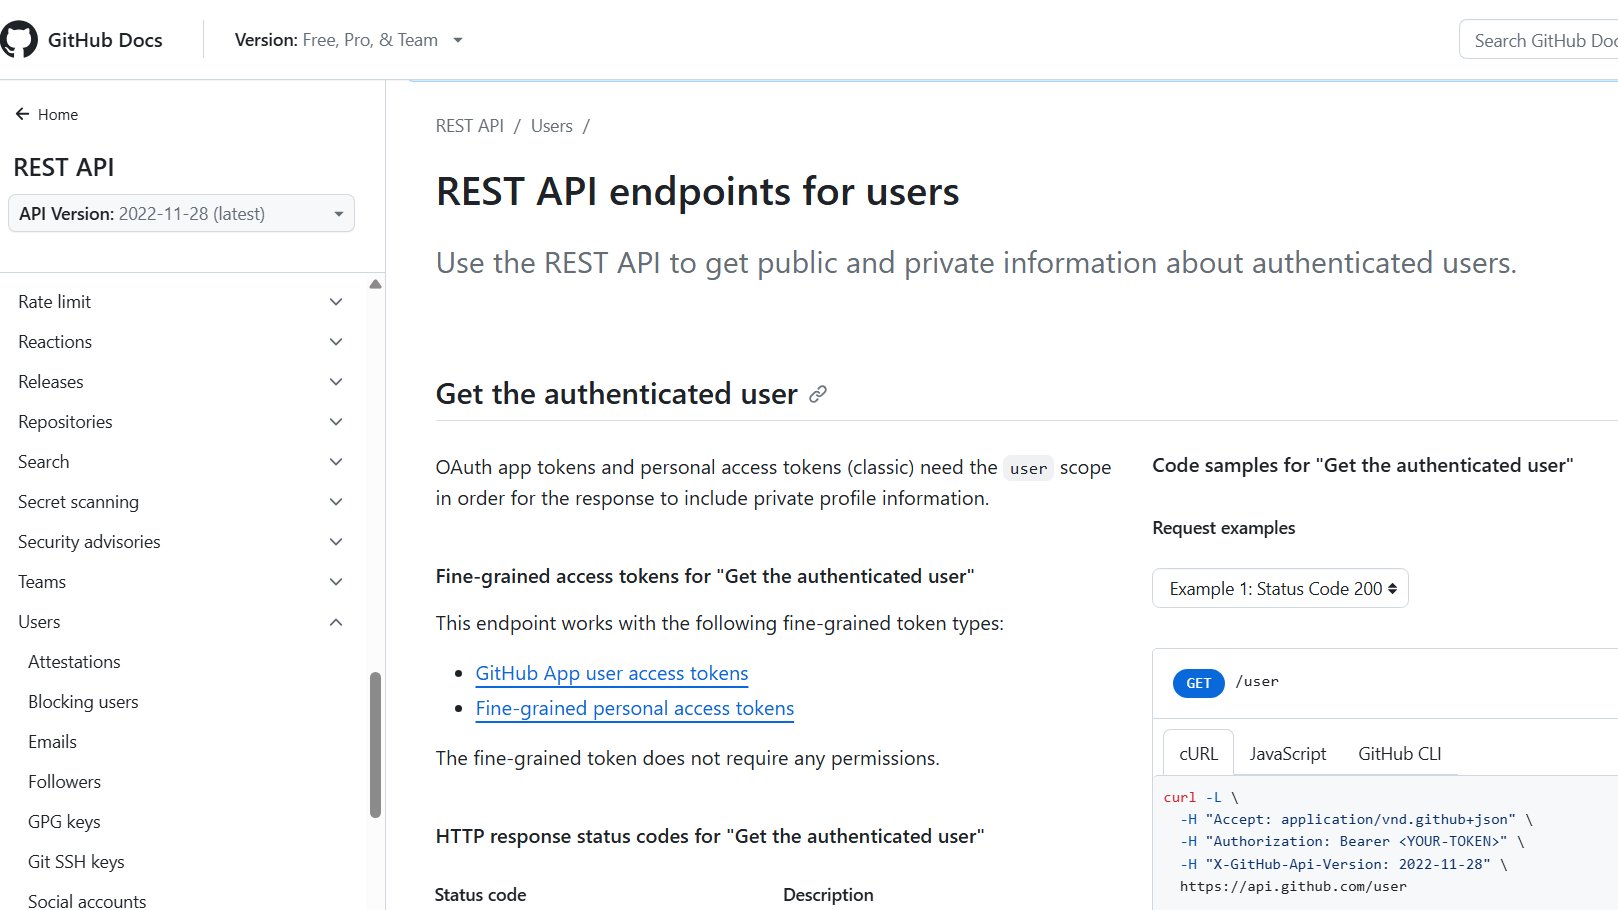 GitHub Docs
Version: Free, Pro, & Team
Search GitHub Doc
Home
REST API
API Version: 2022-11-28 (latest)
Rate limit
Reactions
Releases
Repositories
Search
Secret scanning
Security advisories
Teams
Users
Attestations
Blocking users
Emails
Followers
GPG keys
Git SSH keys
Social accounts
REST API / Users /
REST API endpoints for users
Use the REST API to get public and private information about authenticated users.
Get the authenticated user
OAuth app tokens and personal access tokens (classic) need the user scope
in order for the response to include private profile information.
Fine-grained access tokens for "Get the authenticated user"
This endpoint works with the following fine-grained token types:
• GitHub App user access tokens
• Fine-grained personal access tokens
The fine-grained token does not require any permissions.
HTTP response status codes for "Get the authenticated user"
Status code Description
Code samples for "Get the authenticated user"
Request examples
Example 1: Status Code 200
GET /user
cURL JavaScript GitHub CLI
curl -L \
-H "Accept: application/vnd.github+json" \
-H "Authorization: Bearer <YOUR-TOKEN>" \
-H "X-GitHub-Api-Version: 2022-11-28" \
https://api.github.com/user